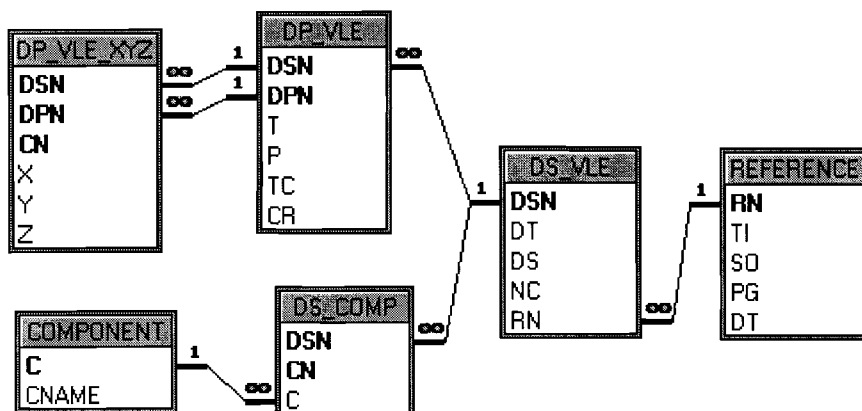 DP_VLE_XYZ
DSN
DPN
CN
X
Y
Z
∞
∞
1
1
DP_VLE
DSN
DPN
T
P
TC
CR
∞
1
DS_VLE
DSN
DT
DS
NC
RN
∞
1
REFERENCE
RN
TI
SO
PG
DT
COMPONENT
C
CNAME
1
∞
DS_COMP
DSN
CN
C
∞